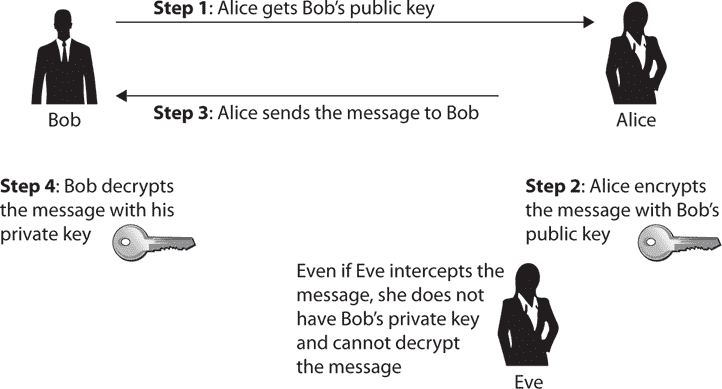 Step 1: Alice gets Bob’s public key
Bob
Alice
Step 3: Alice sends the message to Bob
Step 4: Bob decrypts
the message with his
private key
Step 2: Alice encrypts
the message with Bob’s
public key
Even if Eve intercepts the
message, she does not
have Bob’s private key
and cannot decrypt
the message
Eve